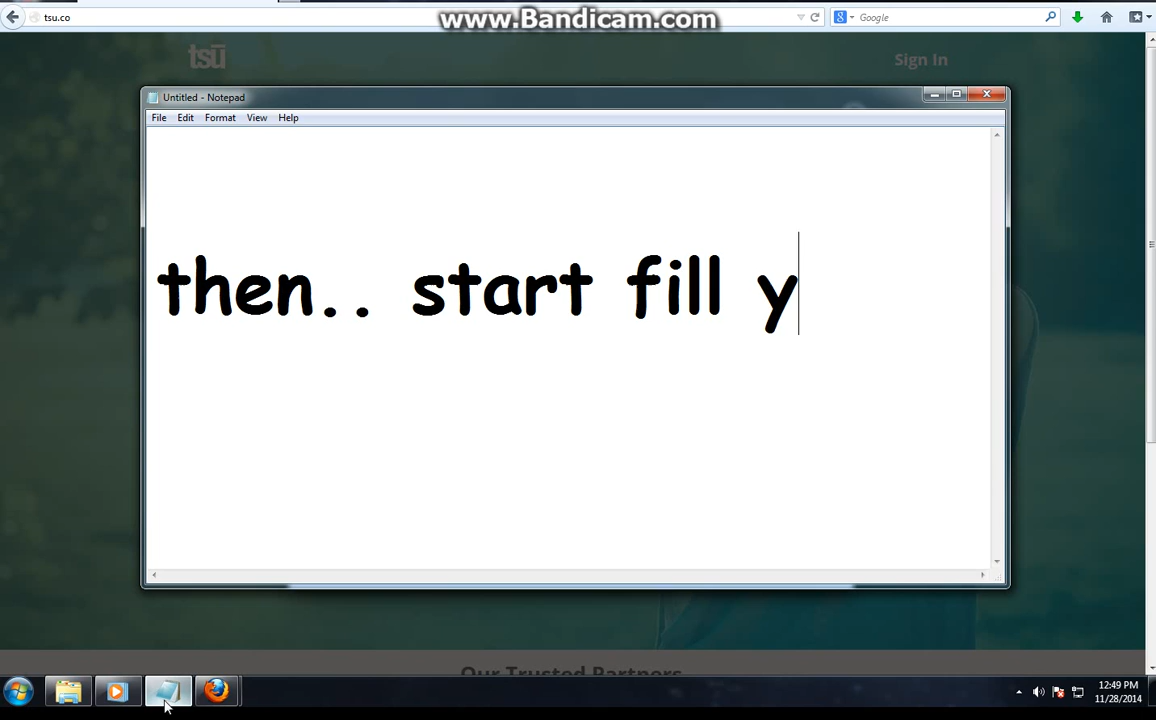 www.Bandicam.com
tsu.co
Google
tsū
Sign In
Untitled - Notepad
File Edit Format View Help
then.. start fill y
Our Trusted Partners
12:49 PM
11/28/2014